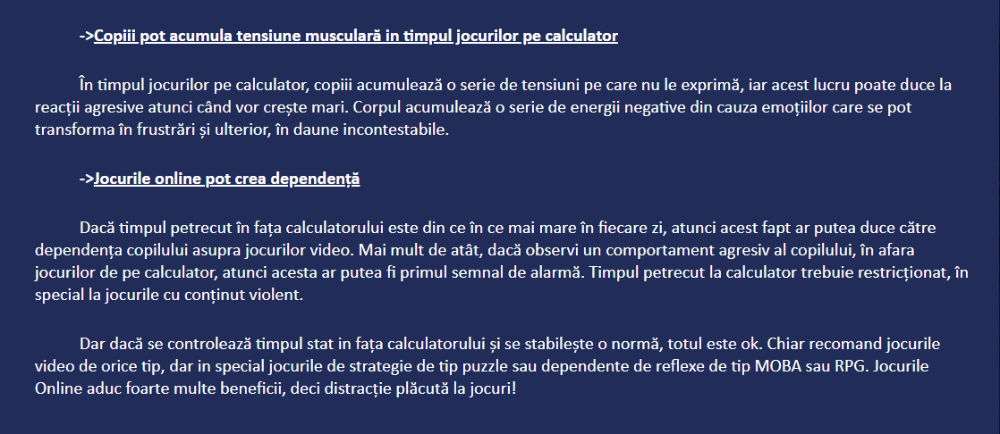 ->Copiii pot acumula tensiune musculară in timpul jocurilor pe calculator
În timpul jocurilor pe calculator, copiii acumulează o serie de tensiuni pe care nu le exprimă, iar acest lucru poate duce la
reacții agresive atunci când vor crește mari. Corpul acumulează o serie de energii negative din cauza emoțiilor care se pot
transforma în frustrări și ulterior, în daune incontestabile.
->Jocurile online pot crea dependență
Dacă timpul petrecut în fața calculatorului este din ce în ce mai mare în fiecare zi, atunci acest fapt ar putea duce către
dependența copilului asupra jocurilor video. Mai mult de atât, dacă observi un comportament agresiv al copilului, în afara
jocurilor de pe calculator, atunci acesta ar putea fi primul semnal de alarmă. Timpul petrecut la calculator trebuie restricționat, în
special la jocurile cu conținut violent.
Dar dacă se controlează timpul stat in fața calculatorului și se stabilește o normă, totul este ok. Chiar recomand jocurile
video de orice tip, dar in special jocurile de strategie de tip puzzle sau dependente de reflexe de tip MOBA sau RPG. Jocurile
Online aduc foarte multe beneficii, deci distracție plăcută la jocuri!